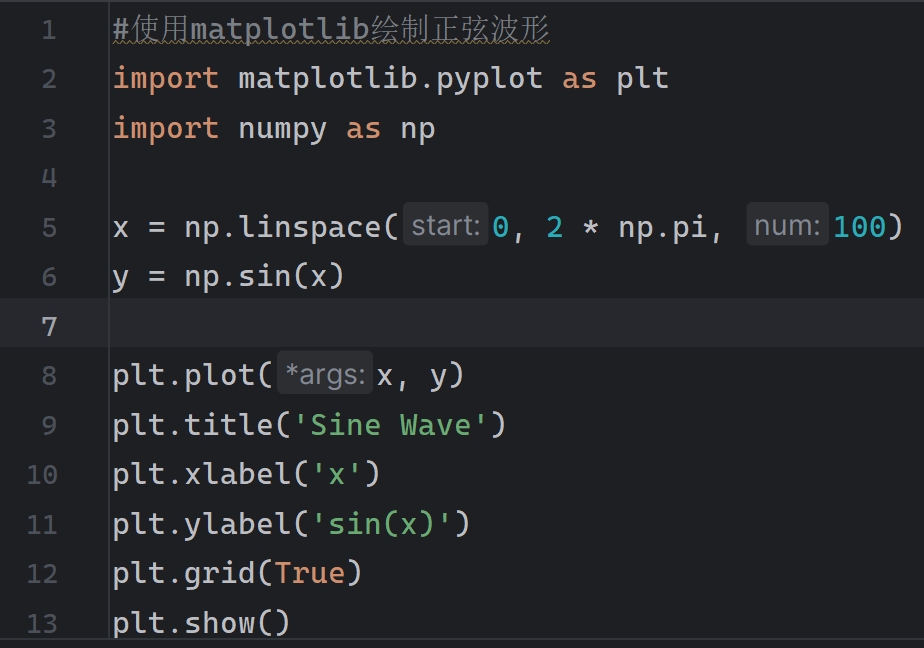 1 #使用matplotlib绘制正弦波形
2 import matplotlib.pyplot as plt
3 import numpy as np
4
5 x = np.linspace( start: 0, 2 * np.pi, num: 100)
6 y = np.sin(x)
7
8 plt.plot( *args: x, y)
9 plt.title('Sine Wave')
10 plt.xlabel('x')
11 plt.ylabel('sin(x)')
12 plt.grid(True)
13 plt.show()